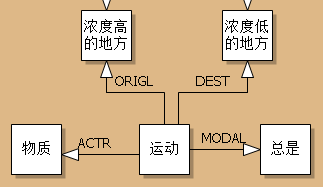 浓度高
的地方
浓度低
的地方
ORIGL
DEST
物质
ACTR
运动
MODAL
总是